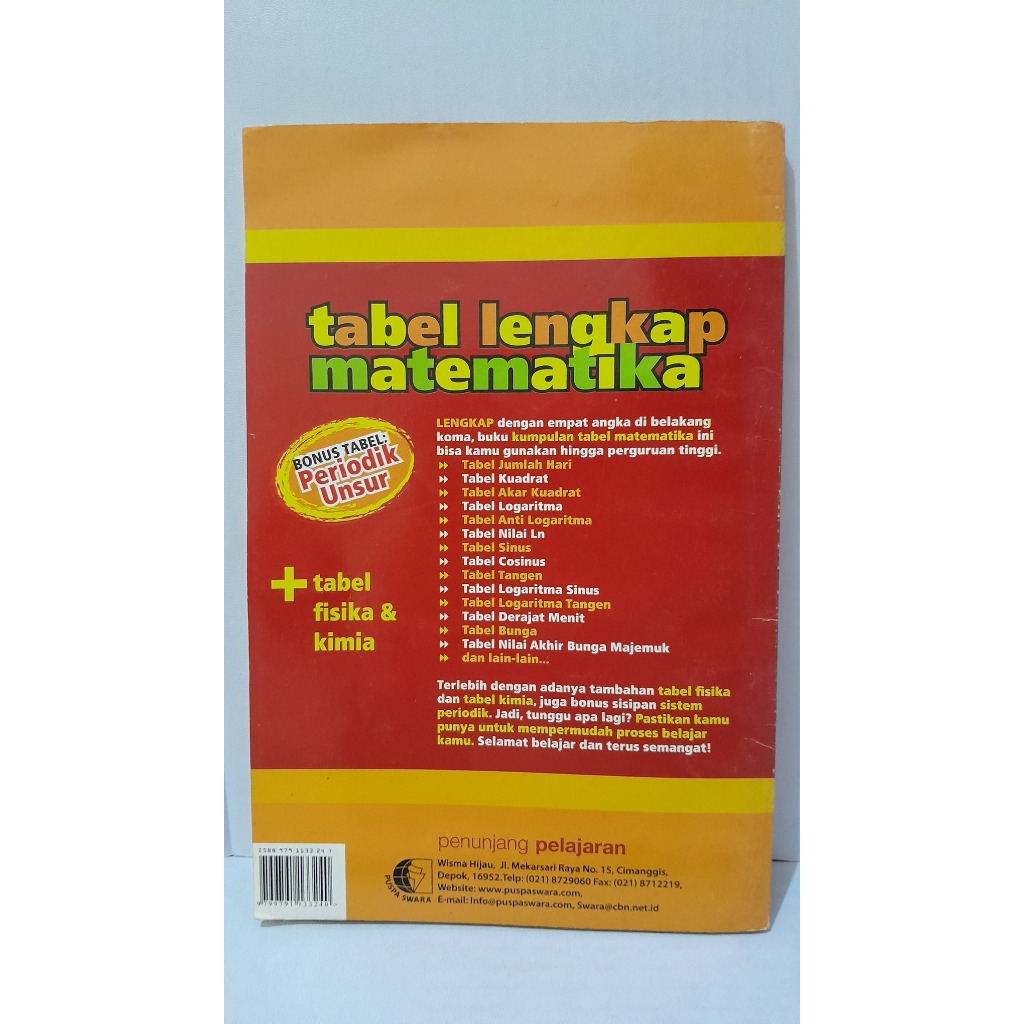 tabel lengkap
matematika
BONUS TABEL:
Periodik
Unsur
+ tabel
fisika &
kimia
LENGKAP dengan empat angka di belakang
koma, buku kumpulan tabel matematika ini
bisa kamu gunakan hingga perguruan tinggi.
Tabel Jumlah Hari
Tabel Kuadrat
Tabel Akar Kuadrat
Tabel Logaritma
Tabel Anti Logaritma
Tabel Nilai Ln
Tabel Sinus
Tabel Cosinus
Tabel Tangen
Tabel Logaritma Sinus
Tabel Logaritma Tangen
Tabel Derajat Menit
Tabel Bunga
Tabel Nilai Akhir Bunga Majemuk
dan lain-lain...
Terlebih dengan adanya tambahan tabel fisika
dan tabel kimia, juga bonus sisipan sistem
periodik. Jadi, tunggu apa lagi? Pastikan kamu
punya untuk mempermudah proses belajar
kamu. Selamat belajar dan terus semangat!
penunjang pelajaran
PUSPA SWARA
Wisma Hijau, Jl. Mekarsari Raya No. 15, Cimanggis,
Depok, 16952.Telp: (021) 8729060 Fax: (021) 8712219,
Website: www.puspaswara.com,
E-mail: Info@puspaswara.com, Swara@cbn.net.id
ISBN 979 1133 24 7